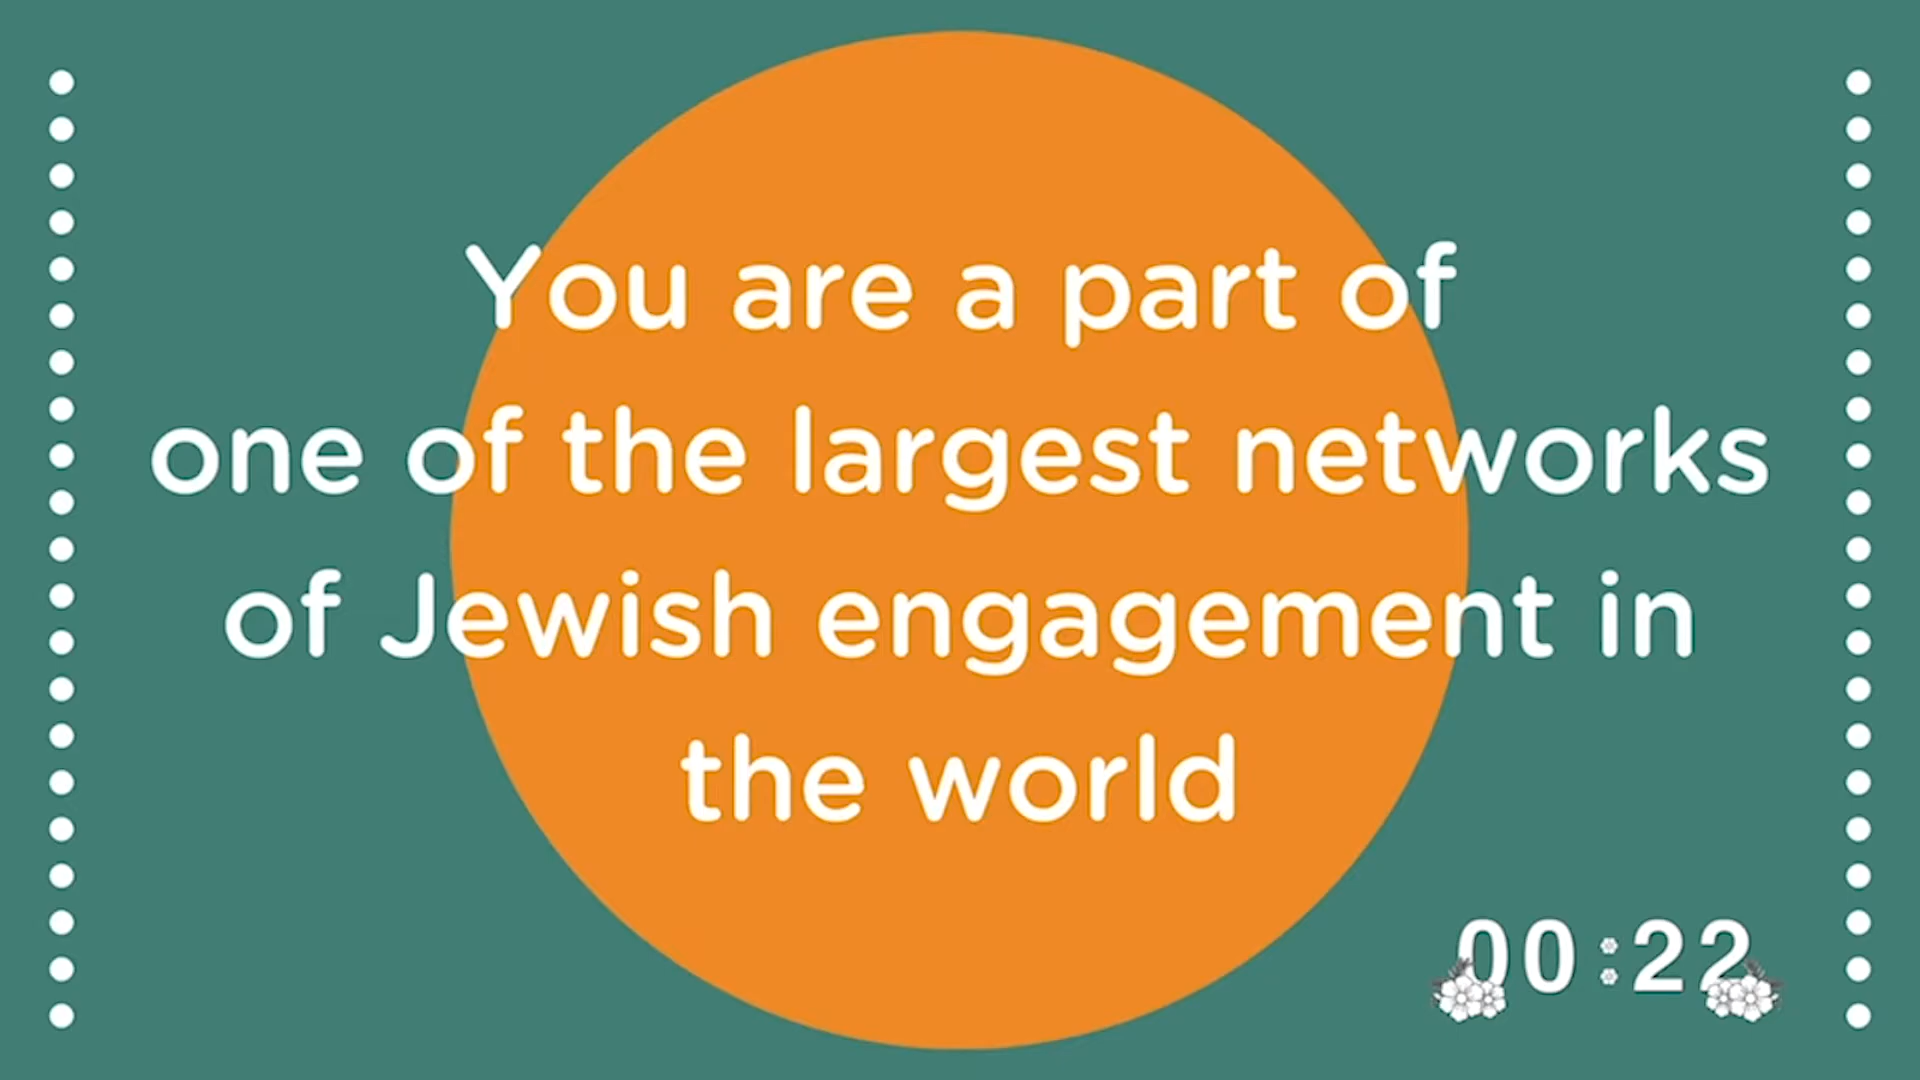 You are a part of
one of the largest networks
of Jewish engagement in
the world
00:22